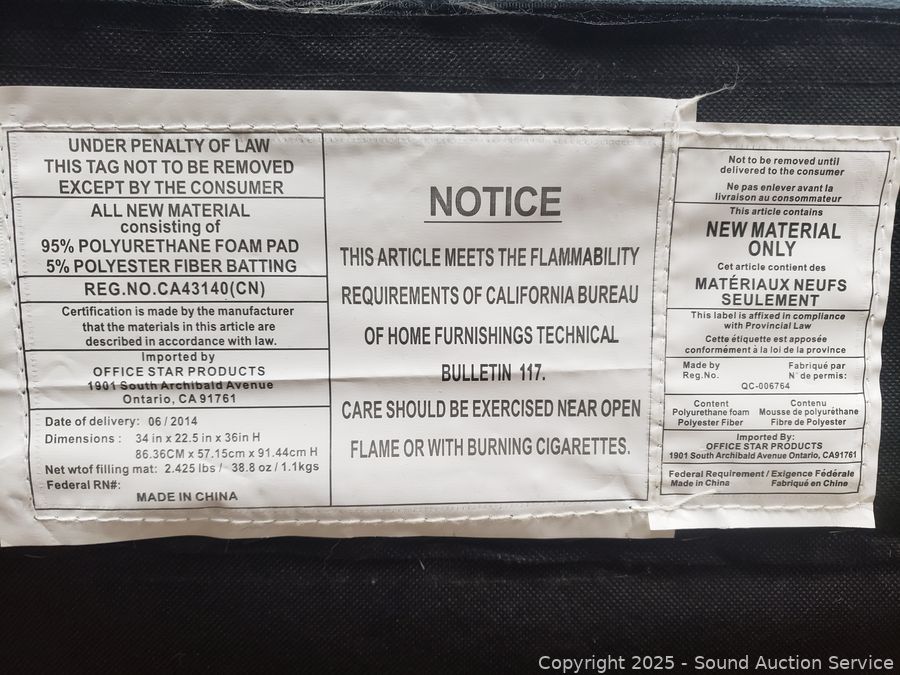 UNDER PENALTY OF LAW
THIS TAG NOT TO BE REMOVED
EXCEPT BY THE CONSUMER
ALL NEW MATERIAL
consisting of
95% POLYURETHANE FOAM PAD
5% POLYESTER FIBER BATTING
REG.NO.CA43140(CN)
Certification is made by the manufacturer
that the materials in this article are
described in accordance with law.
Imported by
OFFICE STAR PRODUCTS
1901 South Archibald Avenue
Ontario, CA 91761
Date of delivery: 06 / 2014
Dimensions : 34 in x 22.5 in x 36in H
86.36CM x 57.15cm x 91.44cm H
Net wtof filling mat: 2.425 lbs / 38.8 oz / 1.1kgs
Federal RN#:
MADE IN CHINA
NOTICE
THIS ARTICLE MEETS THE FLAMMABILITY
REQUIREMENTS OF CALIFORNIA BUREAU
OF HOME FURNISHINGS TECHNICAL
BULLETIN 117.
CARE SHOULD BE EXERCISED NEAR OPEN
FLAME OR WITH BURNING CIGARETTES.
Not to be removed until
delivered to the consumer
Ne pas enlever avant la
livraison au consommateur
This article contains
NEW MATERIAL
ONLY
Cet article contient des
MATÉRIAUX NEUFS
SEULEMENT
This label is affixed in compliance
with Provincial Law
Cette étiquette est apposée
conformément à la loi de la province
Made by Fabriqué par
Reg.No. N° de permis:
QC-006764
Content Contenu
Polyurethane foam Mousse de polyuréthane
Polyester Fiber Fibre de Polyester
Imported By:
OFFICE STAR PRODUCTS
1901 South Archibald Avenue Ontario, CA91761
Federal Requirement / Exigence Fédérale
Made in China Fabriqué en Chine
Copyright 2025 - Sound Auction Service